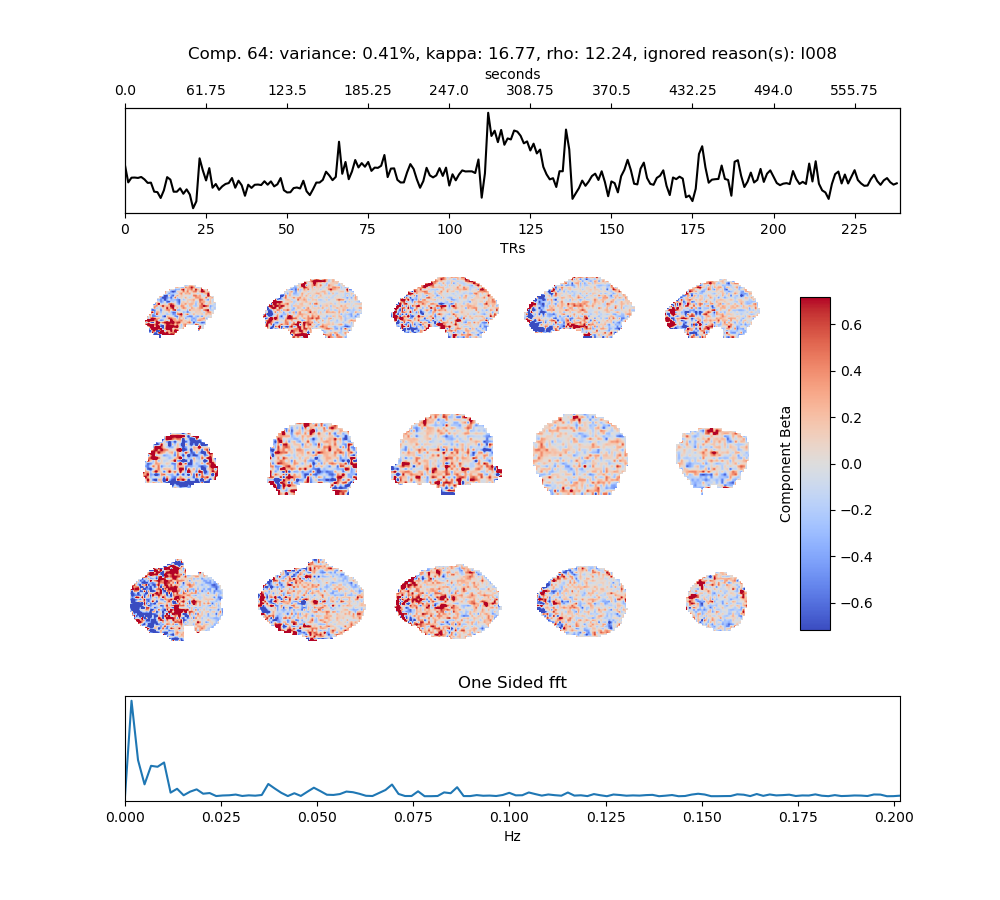 Comp. 64: variance: 0.41%, kappa: 16.77, rho: 12.24, ignored reason(s): I008
seconds
0.0 61.75 123.5 185.25 247.0 308.75 370.5 432.25 494.0 555.75
0 25 50 75 100 125 150 175 200 225
TRs
0.6
0.4
0.2
0.0
−0.2
−0.4
−0.6
Component Beta
One Sided fft
0.000 0.025 0.050 0.075 0.100 0.125 0.150 0.175 0.200
Hz